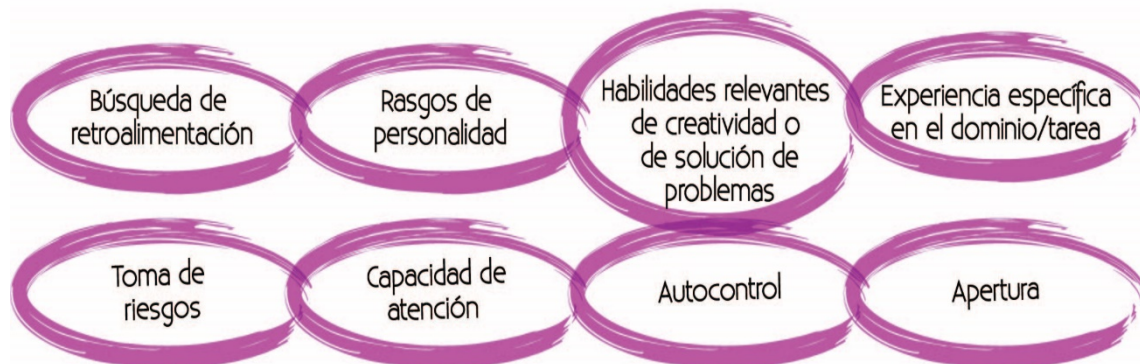 Búsqueda de
retroalimentación
Rasgos de
personalidad
Habilidades relevantes
de creatividad o
de solución de
problemas
Experiencia específica
en el dominio/tarea
Toma de
riesgos
Capacidad de
atención
Autocontrol
Apertura